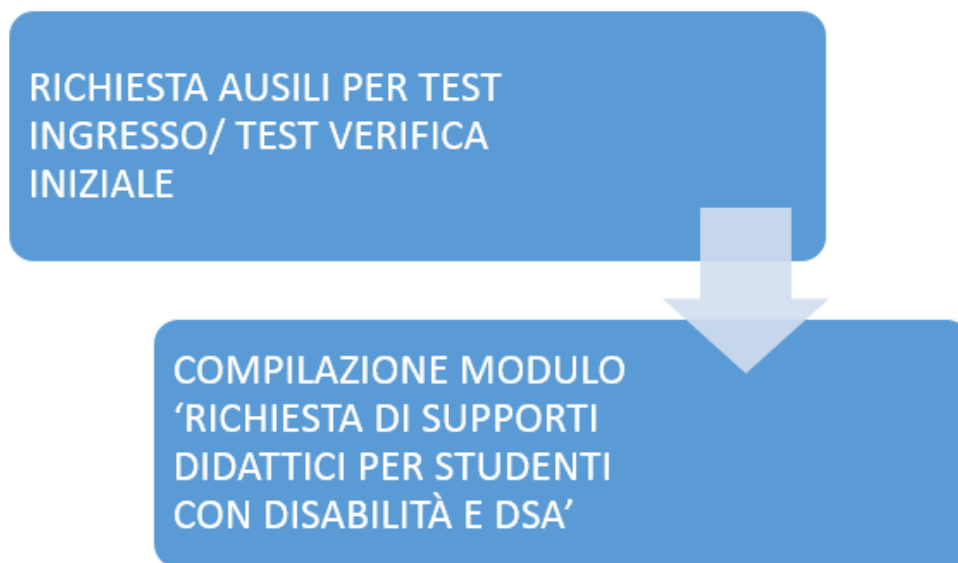 RICHIESTA AUSILI PER TEST
INGRESSO/ TEST VERIFICA
INIZIALE
COMPILAZIONE MODULO
‘RICHIESTA DI SUPPORTI
DIDATTICI PER STUDENTI
CON DISABILITÀ E DSA’